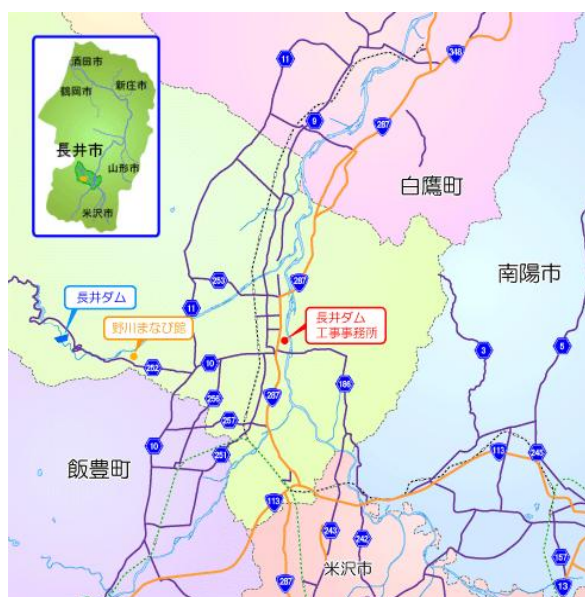 酒田市
新庄市
鶴岡市
長井市
山形市
米沢市
348
11
287
9
287
白鷹町
南陽市
253
287
長井ダム
11
長井ダム
工事事務所
野川まなび館
3
5
252
10
186
256
287
257
10
251
113
245
飯豊町
113
243
242
157
米沢市
287
13